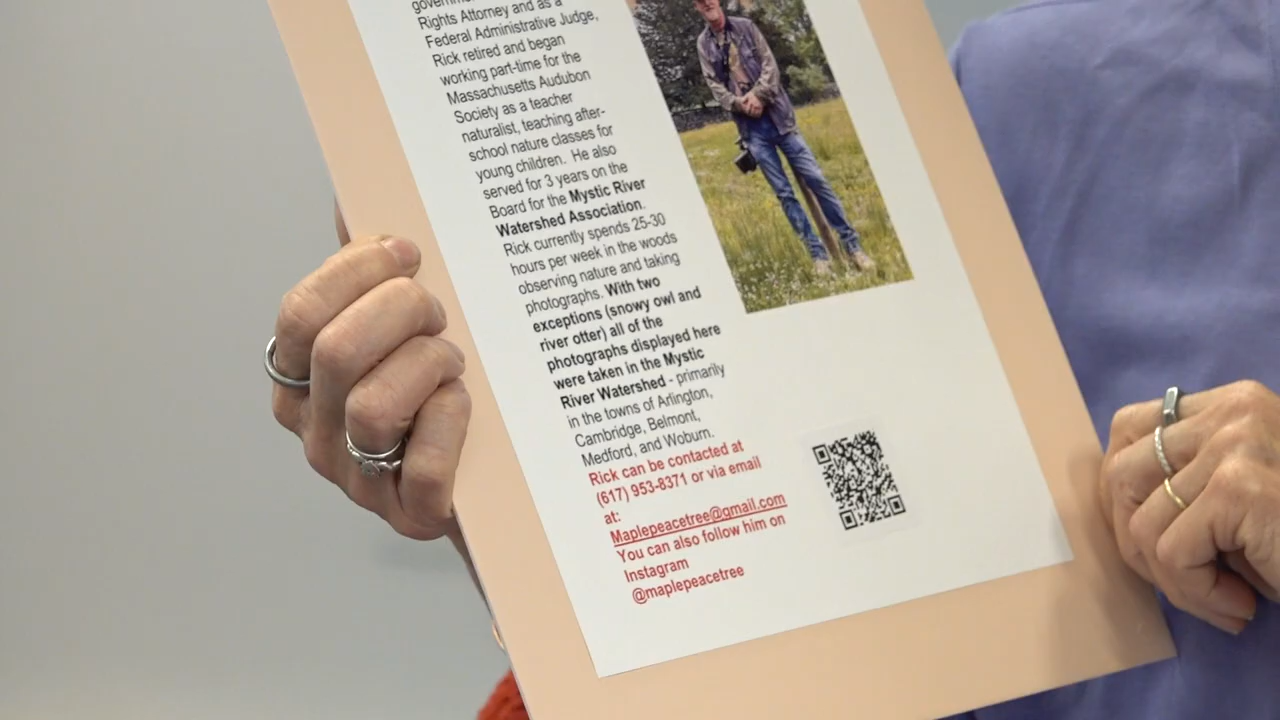 Rights Attorney and as a
Federal Administrative Judge,
Rick retired and began
working part-time for the
Massachusetts Audubon
Society as a teacher
naturalist, teaching after-
school nature classes for
young children. He also
served for 3 years on the
Board for the Mystic River
Watershed Association.
Rick currently spends 25-30
hours per week in the woods
observing nature and taking
photographs. With two
exceptions (snowy owl and
river otter) all of the
photographs displayed here
were taken in the Mystic
River Watershed - primarily
in the towns of Arlington,
Cambridge, Belmont,
Medford, and Woburn.
Rick can be contacted at
(617) 953-8371 or via email
at:
Maplepeacetree@gmail.com
You can also follow him on
Instagram
@maplepeacetree